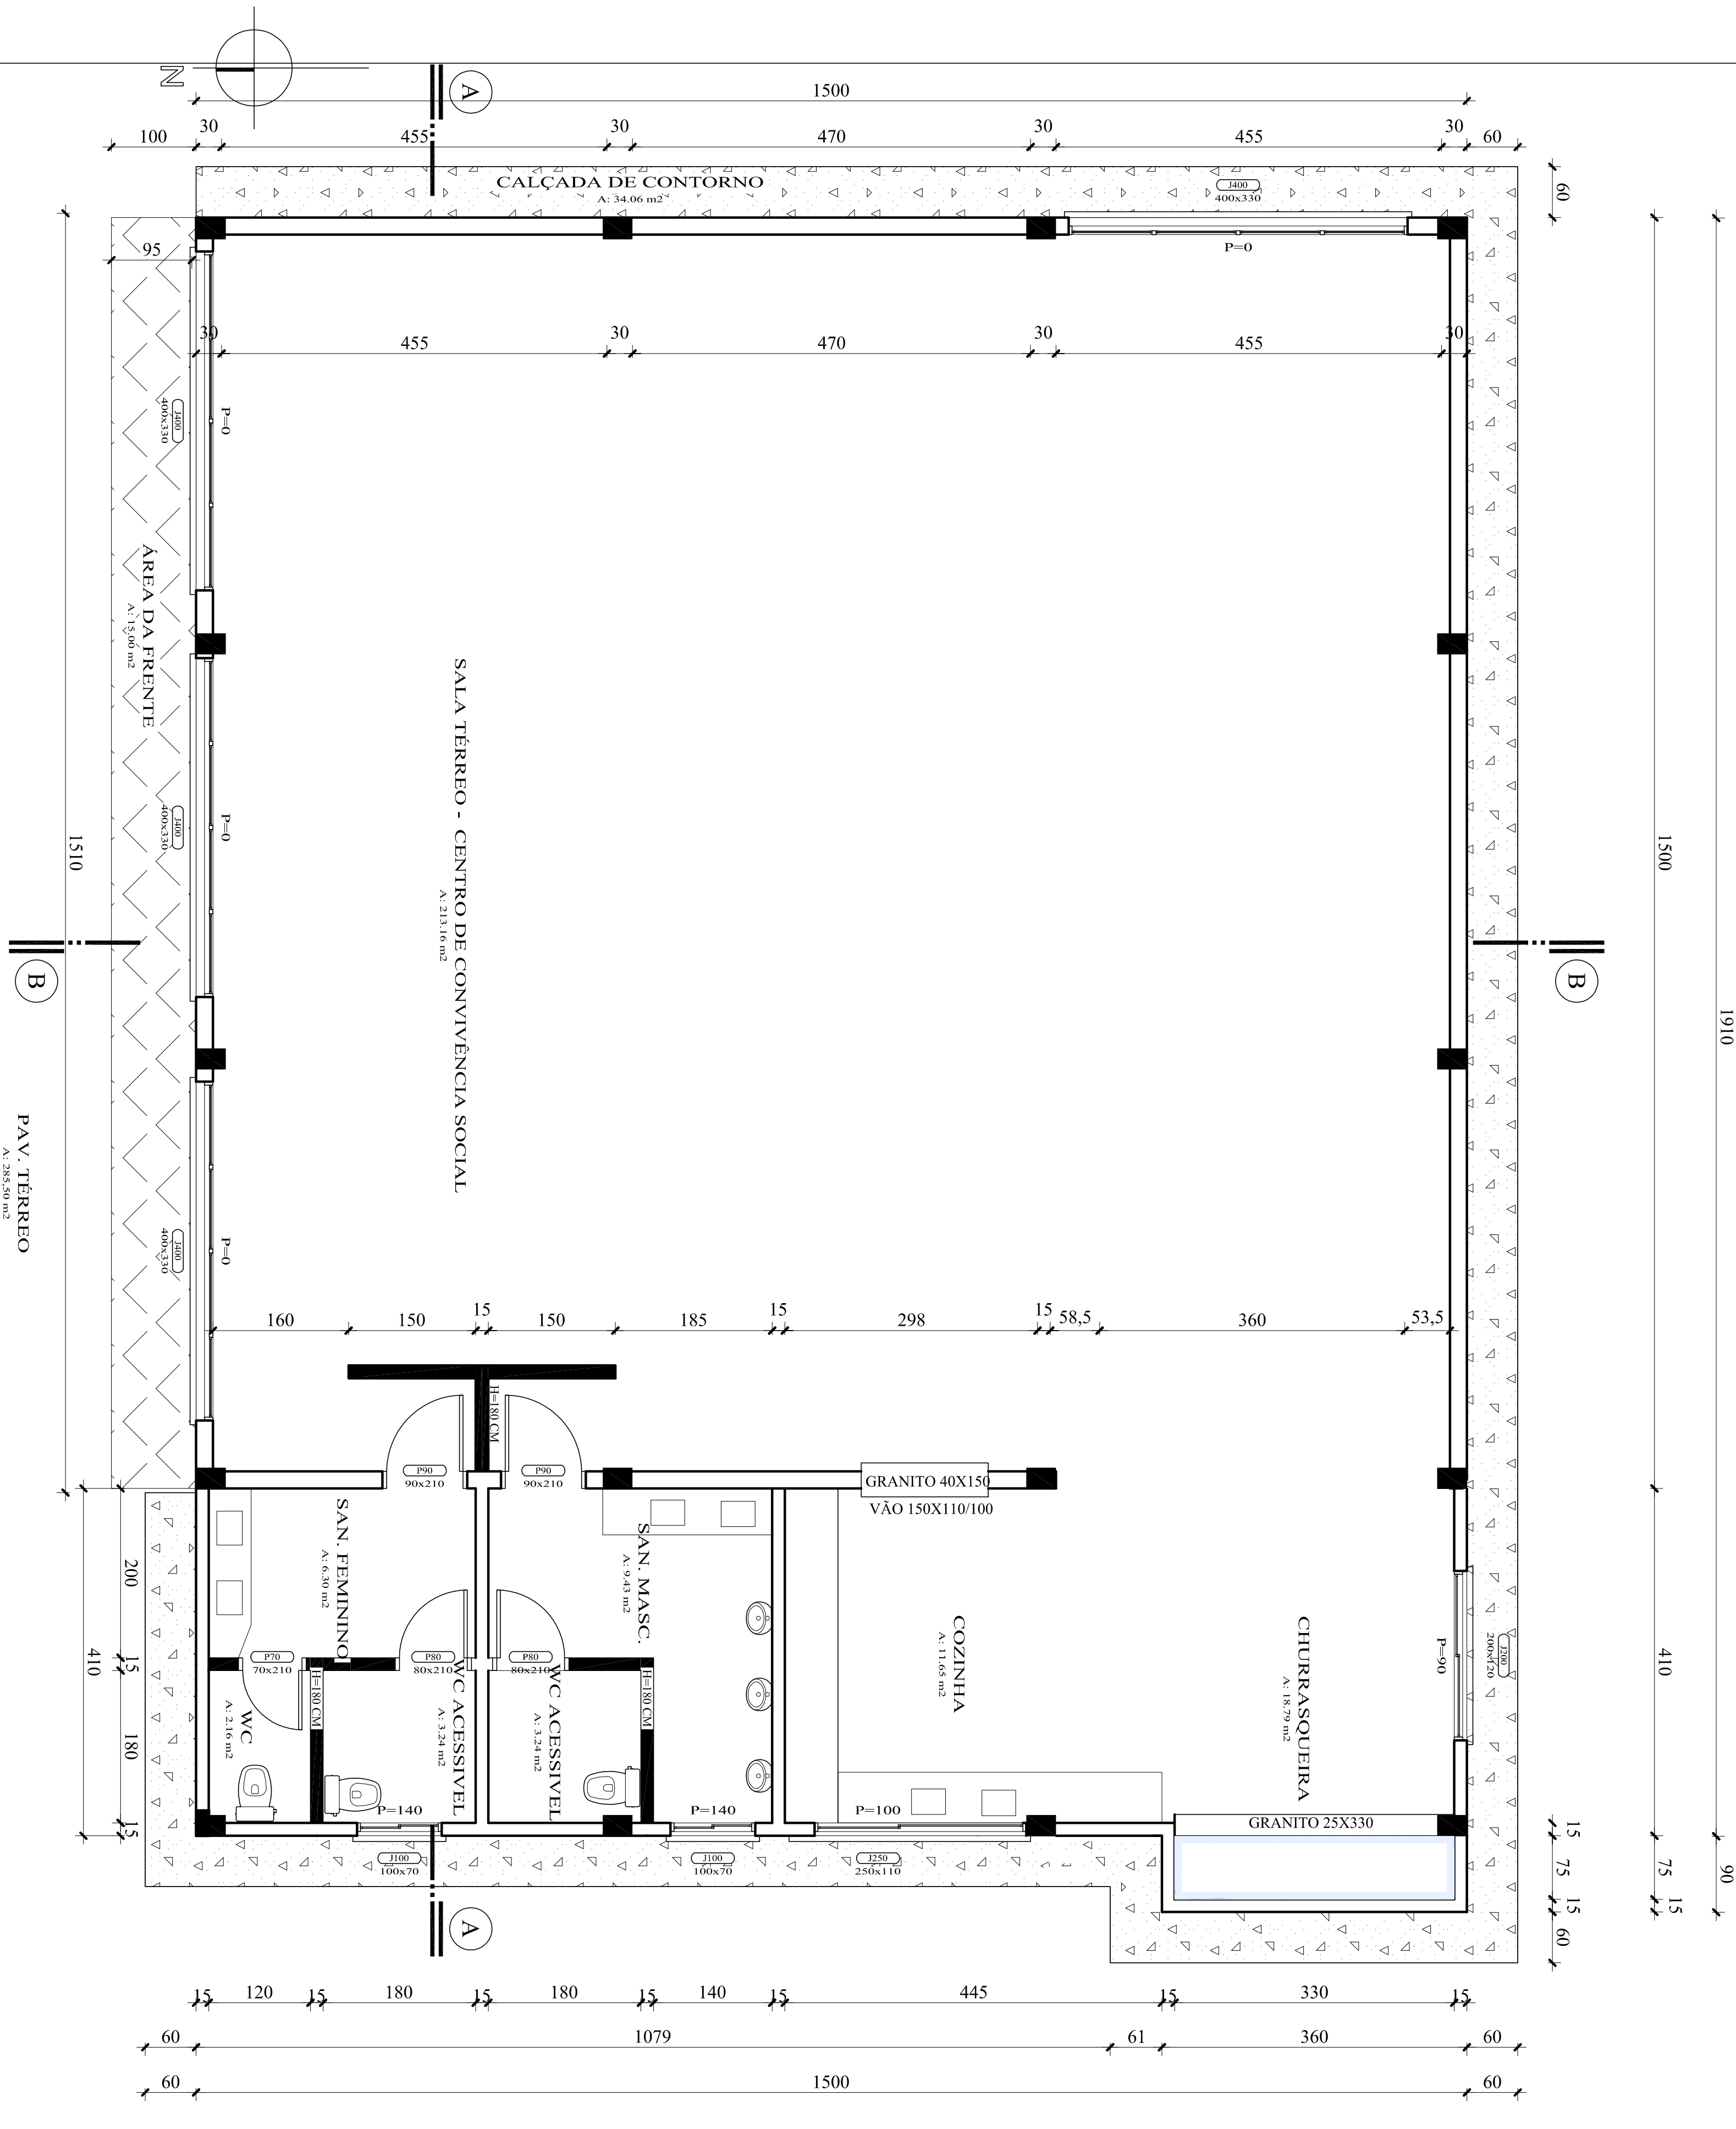 N
A
1500
100
30
455
30
470
30
455
30
60
60
CALÇADA DE CONTORNO
A: 34.06 m2
J400
400x330
P=0
95
30
455
30
470
30
455
30
J400
400x330
P=0
ÁREA DA FRENTE
A: 15.00 m2
J400
400x330
P=0
J400
400x330
P=0
1510
1500
1910
SALA TÉRREO - CENTRO DE CONVIVÊNCIA SOCIAL
A: 213.16 m2
B
B
PAV. TÉRREO
A: 285,50 m2
160
150
15
150
185
15
298
15
58,5
360
53,5
H=180 CM
P90
90x210
P90
90x210
GRANITO 40X150
VÃO 150X110/100
SAN. FEMININO
A: 6.30 m2
SAN. MASC.
A: 9.43 m2
COZINHA
A: 11.65 m2
CHURRASQUEIRA
A: 18.79 m2
P=90
J200
200x120
200
15
180
15
410
410
P70
70x210
P80
80x210
P80
80x210
H=180 CM
H=180 CM
WC
A: 2.16 m2
WC ACESSIVEL
A: 3.24 m2
WC ACESSIVEL
A: 3.24 m2
P=140
P=140
P=100
GRANITO 25X330
J100
100x70
J100
100x70
J250
250x110
15
75
15
60
75
15
90
A
15
120
15
180
15
180
15
140
15
445
15
330
15
60
1079
61
360
60
60
1500
60